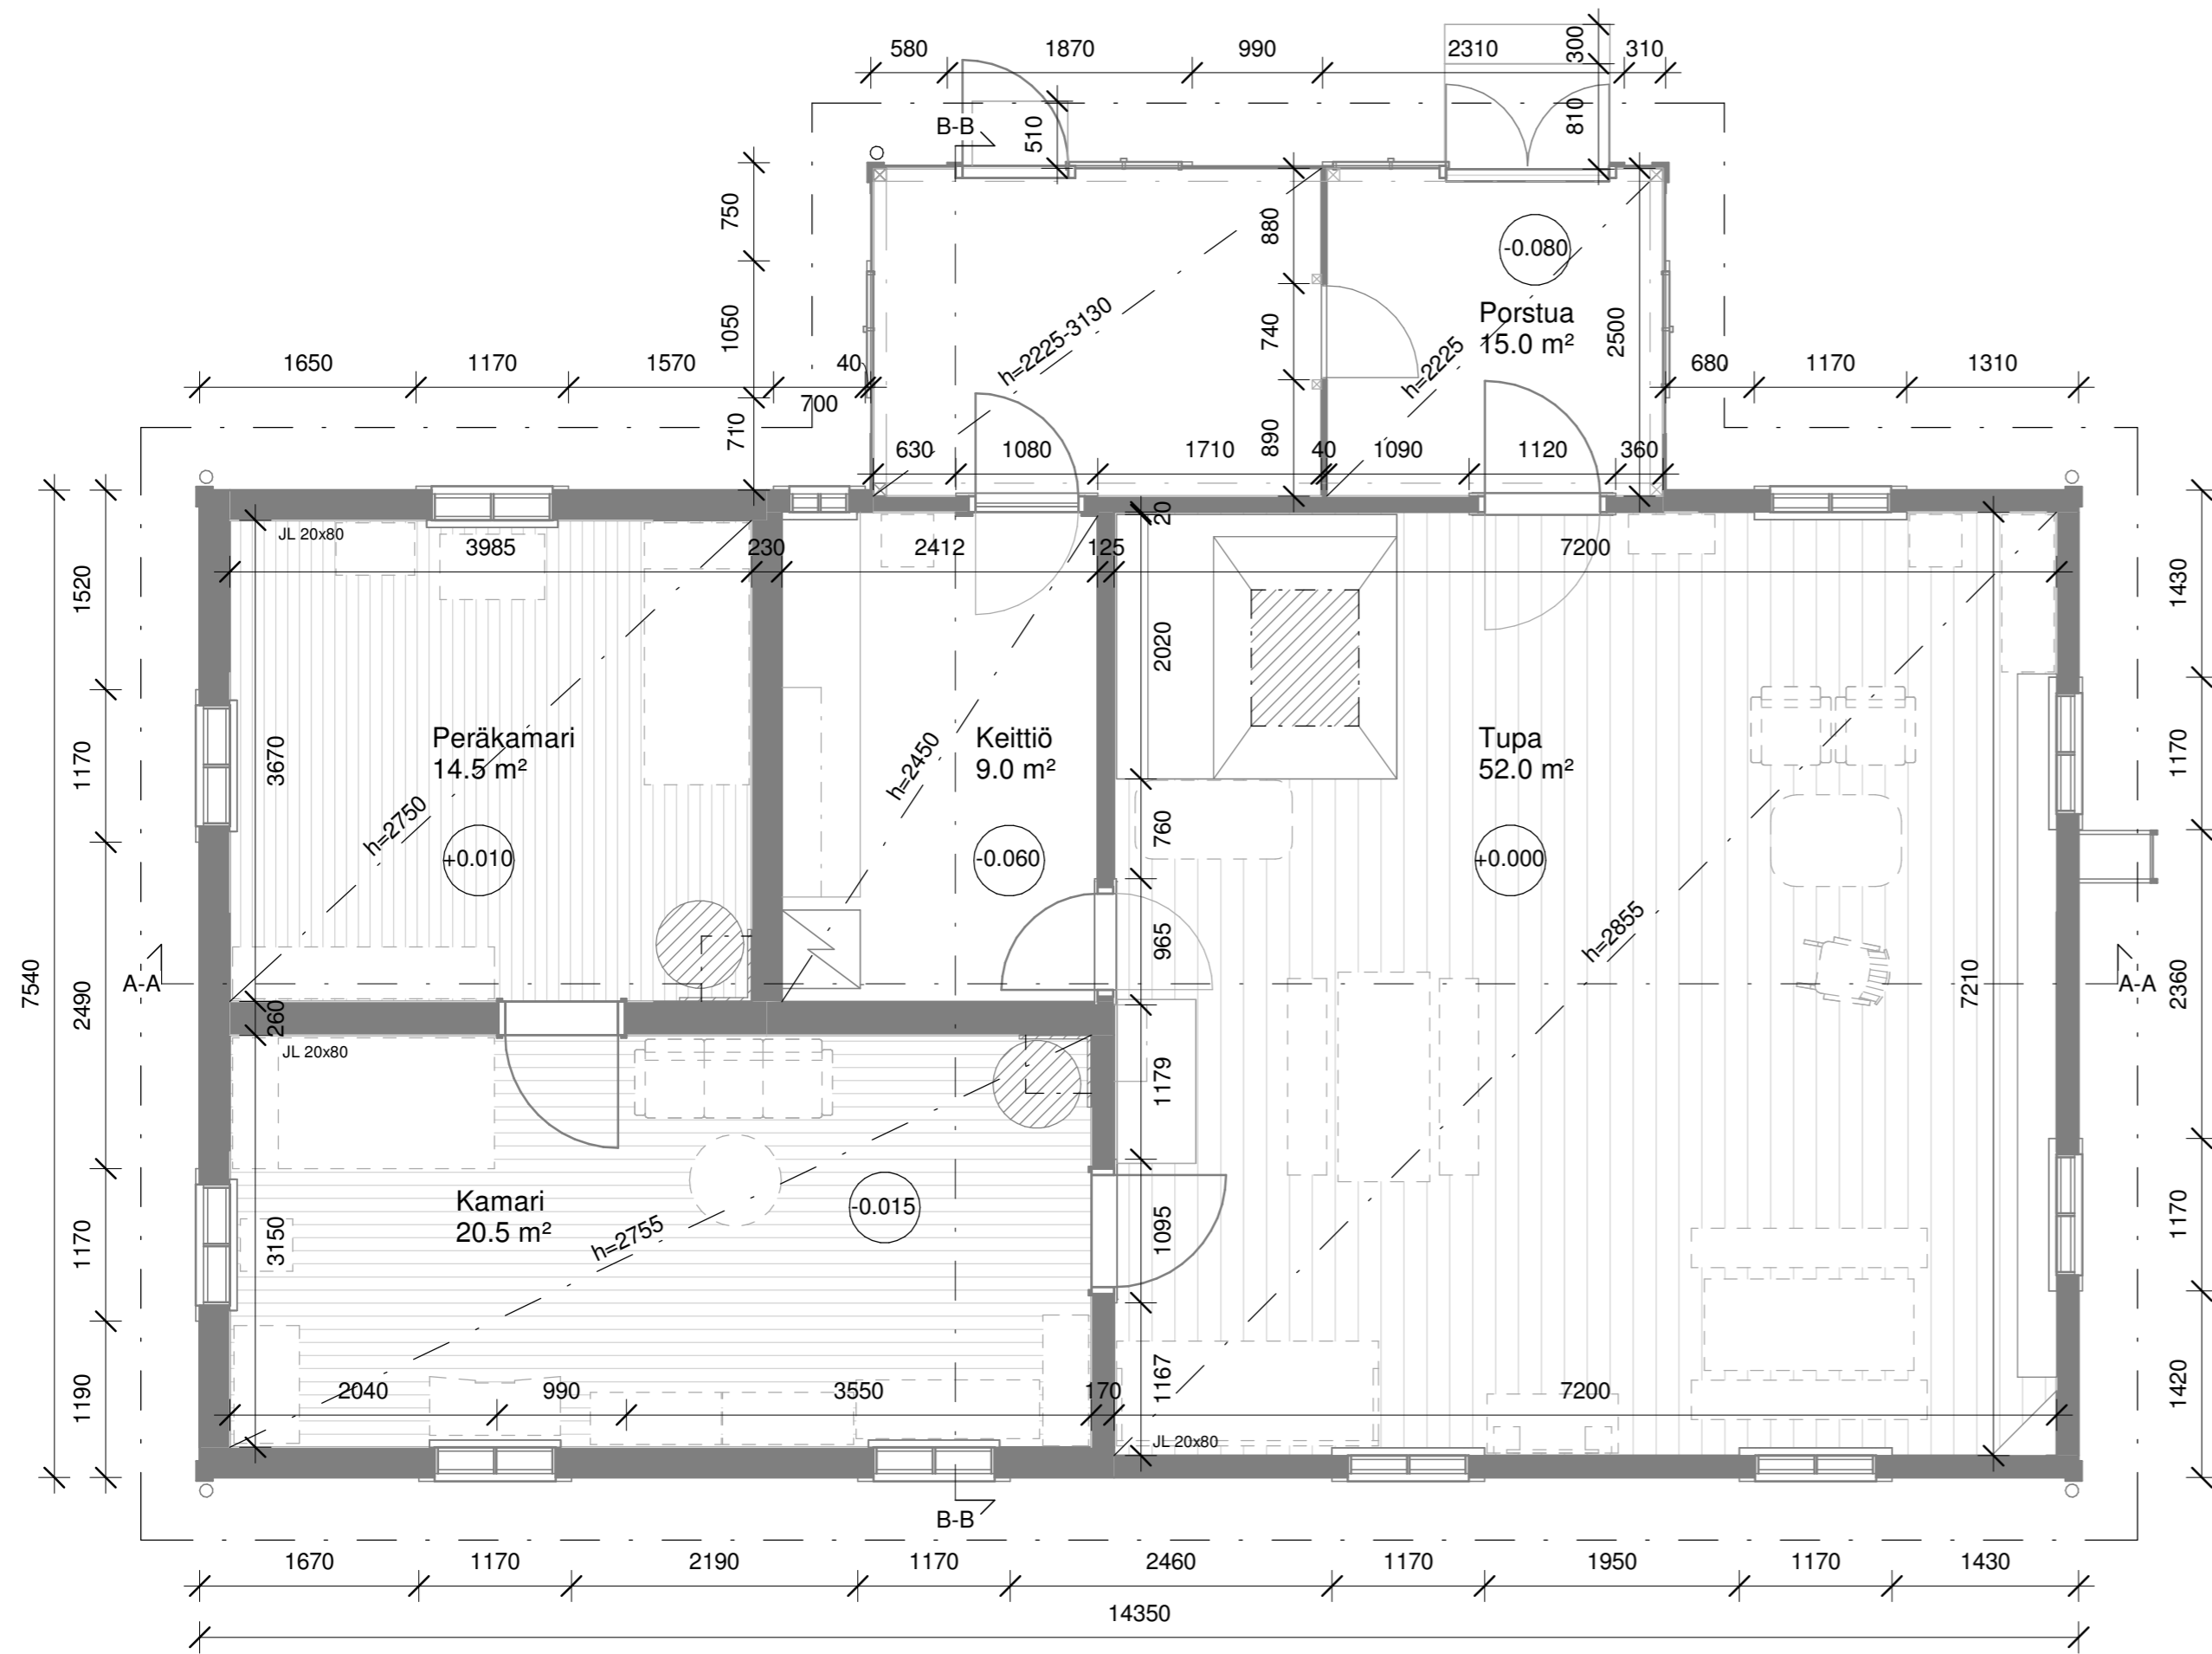 580 1870 990 2310 300 310
B-B 510 810
750
880 -0.080
1050 h=2225-3130 740 Porstua 2500
15.0 m²
1650 1170 1570 40 h=2225 680 1170 1310
700
710 630 1080 1710 890 40 1090 1120 360
JL 20x80 20
3985 230 2412 125 7200
1520 1430
2020
Peräkamari Keittiö Tupa
14.5 m² 9.0 m² 52.0 m²
1170 3670 h=2450 1170
h=2750 760
+0.010 -0.060 +0.000
h=2855
965
A-A A-A
7540 2490 7210 2360
260
JL 20x80
1179
Kamari -0.015
20.5 m²
1170 3150 h=2755 1095 1170
1190 2040 990 3550 170 1167 7200 1420
JL 20x80
B-B
1670 1170 2190 1170 2460 1170 1950 1170 1430
14350